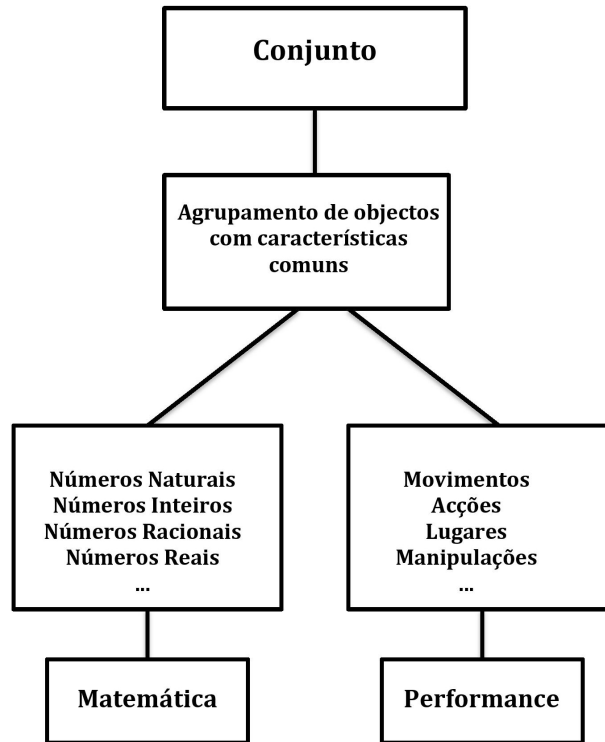 Conjunto
Agrupamento de objectos
com características
comuns
Números Naturais
Números Inteiros
Números Racionais
Números Reais
...
Movimentos
Acções
Lugares
Manipulações
...
Matemática
Performance